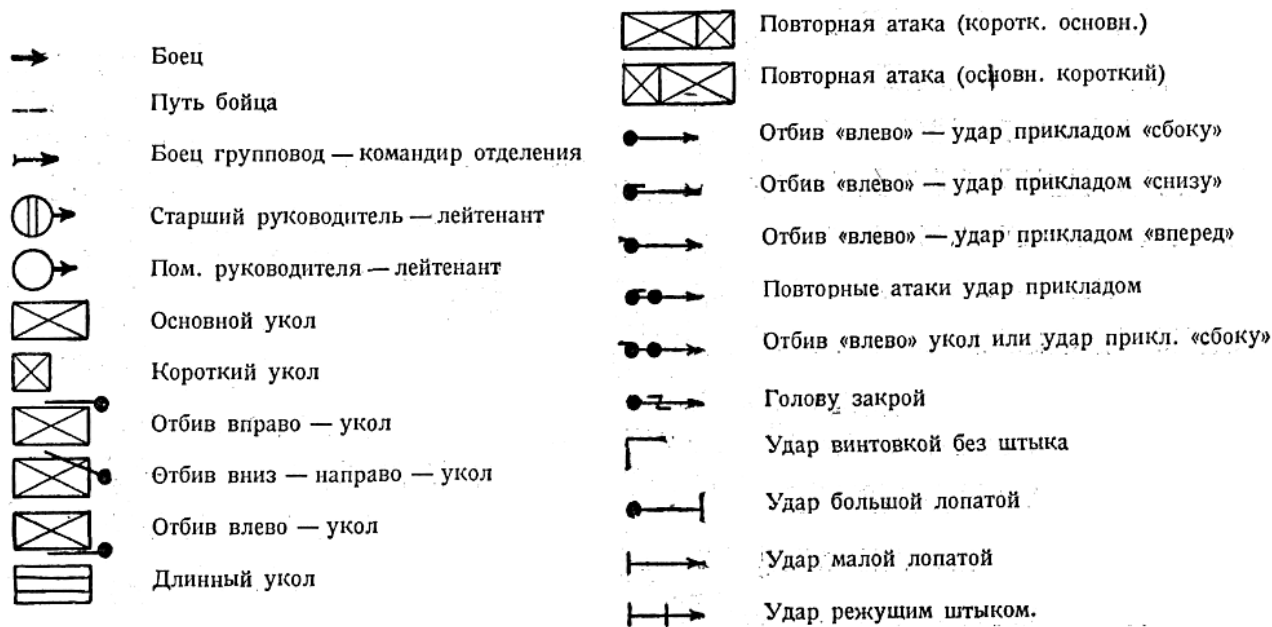 Боец
Путь бойца
Боец групповод — командир отделения
Старший руководитель — лейтенант
Пом. руководителя — лейтенант
Основной укол
Короткий укол
Отбив вправо — укол
Отбив вниз — направо — укол
Отбив влево — укол
Длинный укол
Повторная атака (коротк. основн.)
Повторная атака (основн. короткий)
Отбив «влево» — удар прикладом «сбоку»
Отбив «влево» — удар прикладом «снизу»
Отбив «влево» — удар прикладом «вперед»
Повторные атаки удар прикладом
Отбив «влево» укол или удар прикл. «сбоку»
Голову закрой
Удар винтовкой без штыка
Удар большой лопатой
Удар малой лопатой
Удар режущим штыком.